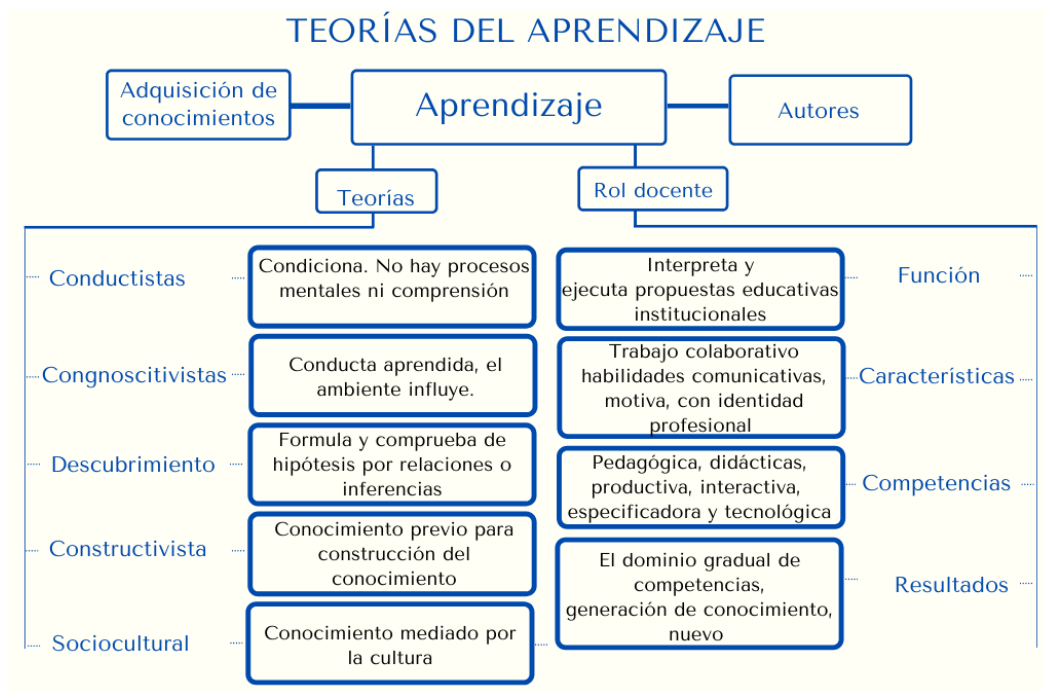 TEORÍAS DEL APRENDIZAJE
Adquisición de
conocimientos
Aprendizaje
Autores
Teorías
Rol docente
Conductistas
Condiciona. No hay procesos
mentales ni comprensión
Congnoscitivistas
Conducta aprendida, el
ambiente influye.
Descubrimiento
Formula y comprueba de
hipótesis por relaciones o
inferencias
Constructivista
Conocimiento previo para
construcción del
conocimiento
Sociocultural
Conocimiento mediado por
la cultura
Interpreta y
ejecuta propuestas educativas
institucionales
Función
Trabajo colaborativo
habilidades comunicativas,
motiva, con identidad
profesional
Características
Pedagógica, didácticas,
productiva, interactiva,
especificadora y tecnológica
Competencias
El dominio gradual de
competencias,
generación de conocimiento,
nuevo
Resultados